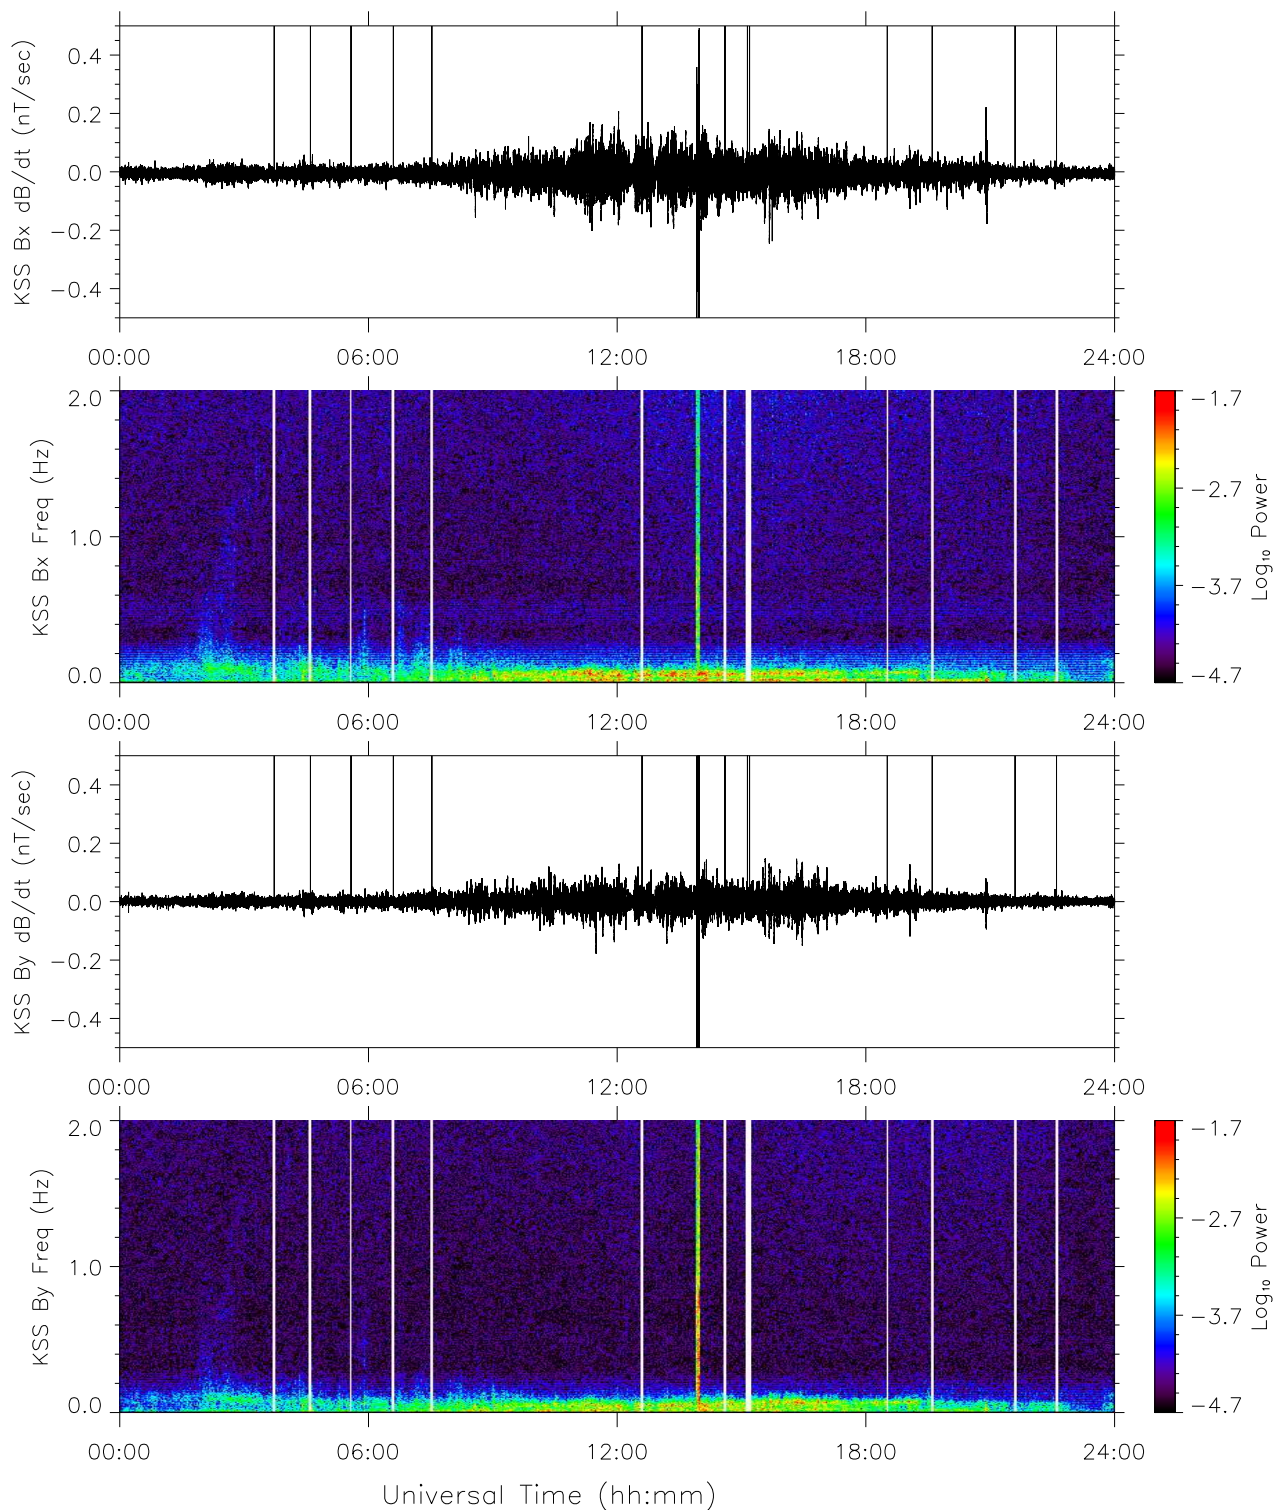 KSS Bx dB/dt (nT/sec)
0.4
0.2
0.0
−0.2
−0.4
00:00 06:00 12:00 18:00 24:00
KSS Bx Freq (Hz)
2.0
1.0
0.0
−1.7
−2.7
−3.7
−4.7
Log₁₀ Power
00:00 06:00 12:00 18:00 24:00
KSS By dB/dt (nT/sec)
0.4
0.2
0.0
−0.2
−0.4
00:00 06:00 12:00 18:00 24:00
KSS By Freq (Hz)
2.0
1.0
0.0
−1.7
−2.7
−3.7
−4.7
Log₁₀ Power
00:00 06:00 12:00 18:00 24:00
Universal Time (hh:mm)